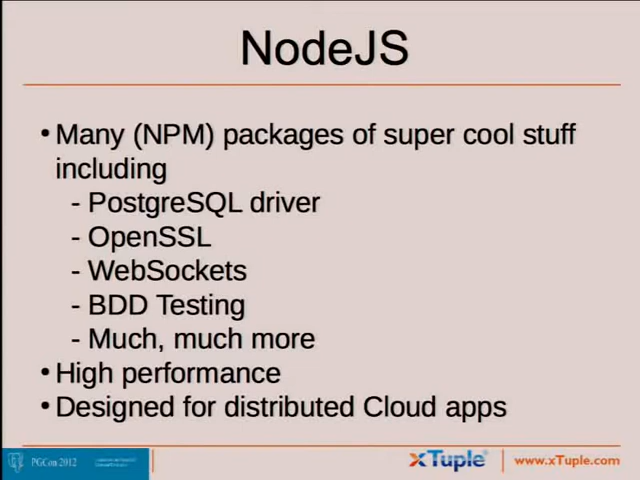 NodeJS
• Many (NPM) packages of super cool stuff
including
- PostgreSQL driver
- OpenSSL
- WebSockets
- BDD Testing
- Much, much more
• High performance
• Designed for distributed Cloud apps
PGCon 2012
xTuple®
www.xTuple.com